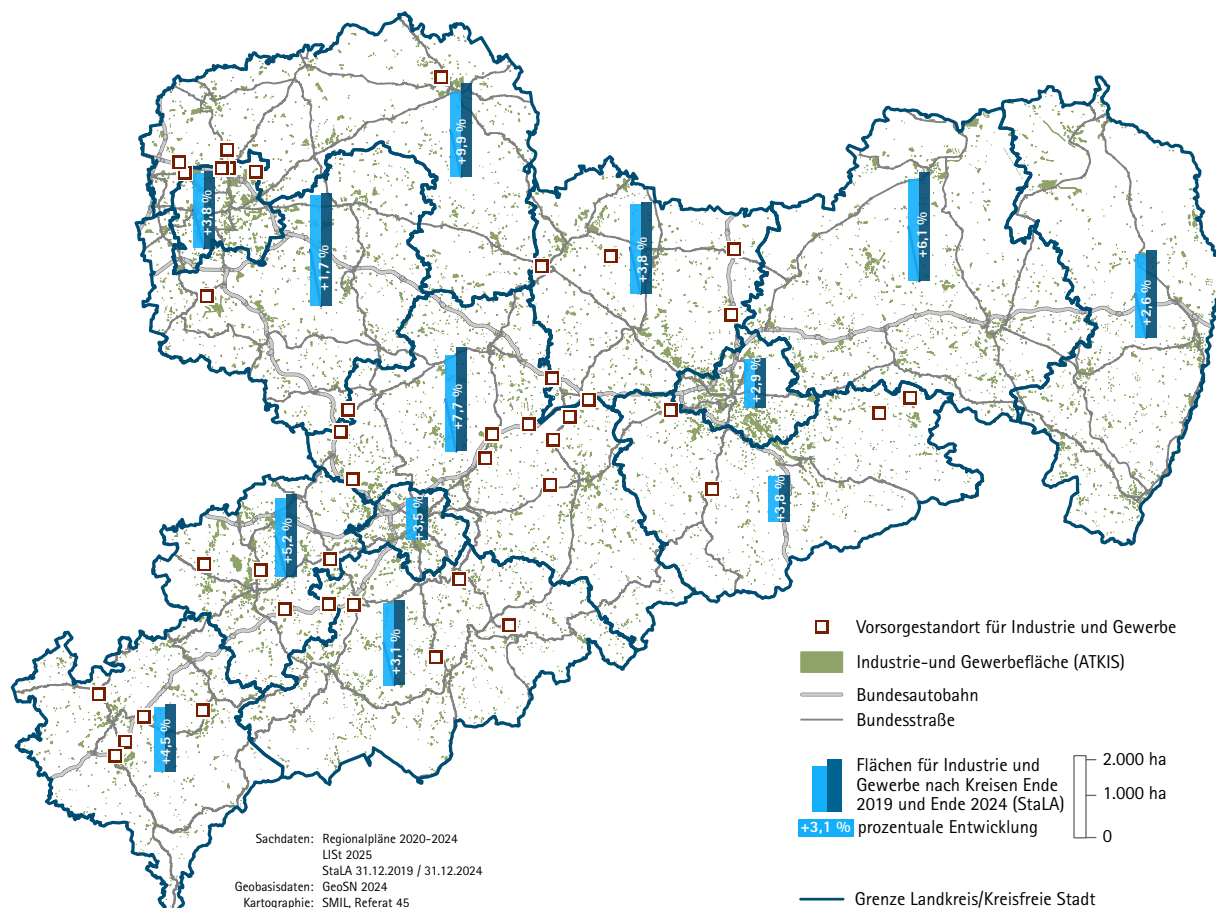 +9,9 %
+3,8 %
+1,7 %
+3,8 %
+6,1 %
+2,6 %
+7,7 %
+2,9 %
+3,8 %
+3,5 %
+5,2 %
+3,1 %
+4,5 %
Vorsorgestandort für Industrie und Gewerbe
Industrie-und Gewerbefläche (ATKIS)
Bundesautobahn
Bundesstraße
Flächen für Industrie und
Gewerbe nach Kreisen Ende
2019 und Ende 2024 (StaLA)
+3,1 % prozentuale Entwicklung
2.000 ha
1.000 ha
0
Grenze Landkreis/Kreisfreie Stadt
Sachdaten: Regionalpläne 2020-2024
LISt 2025
StaLA 31.12.2019 / 31.12.2024
Geobasisdaten: GeoSN 2024
Kartographie: SMIL, Referat 45